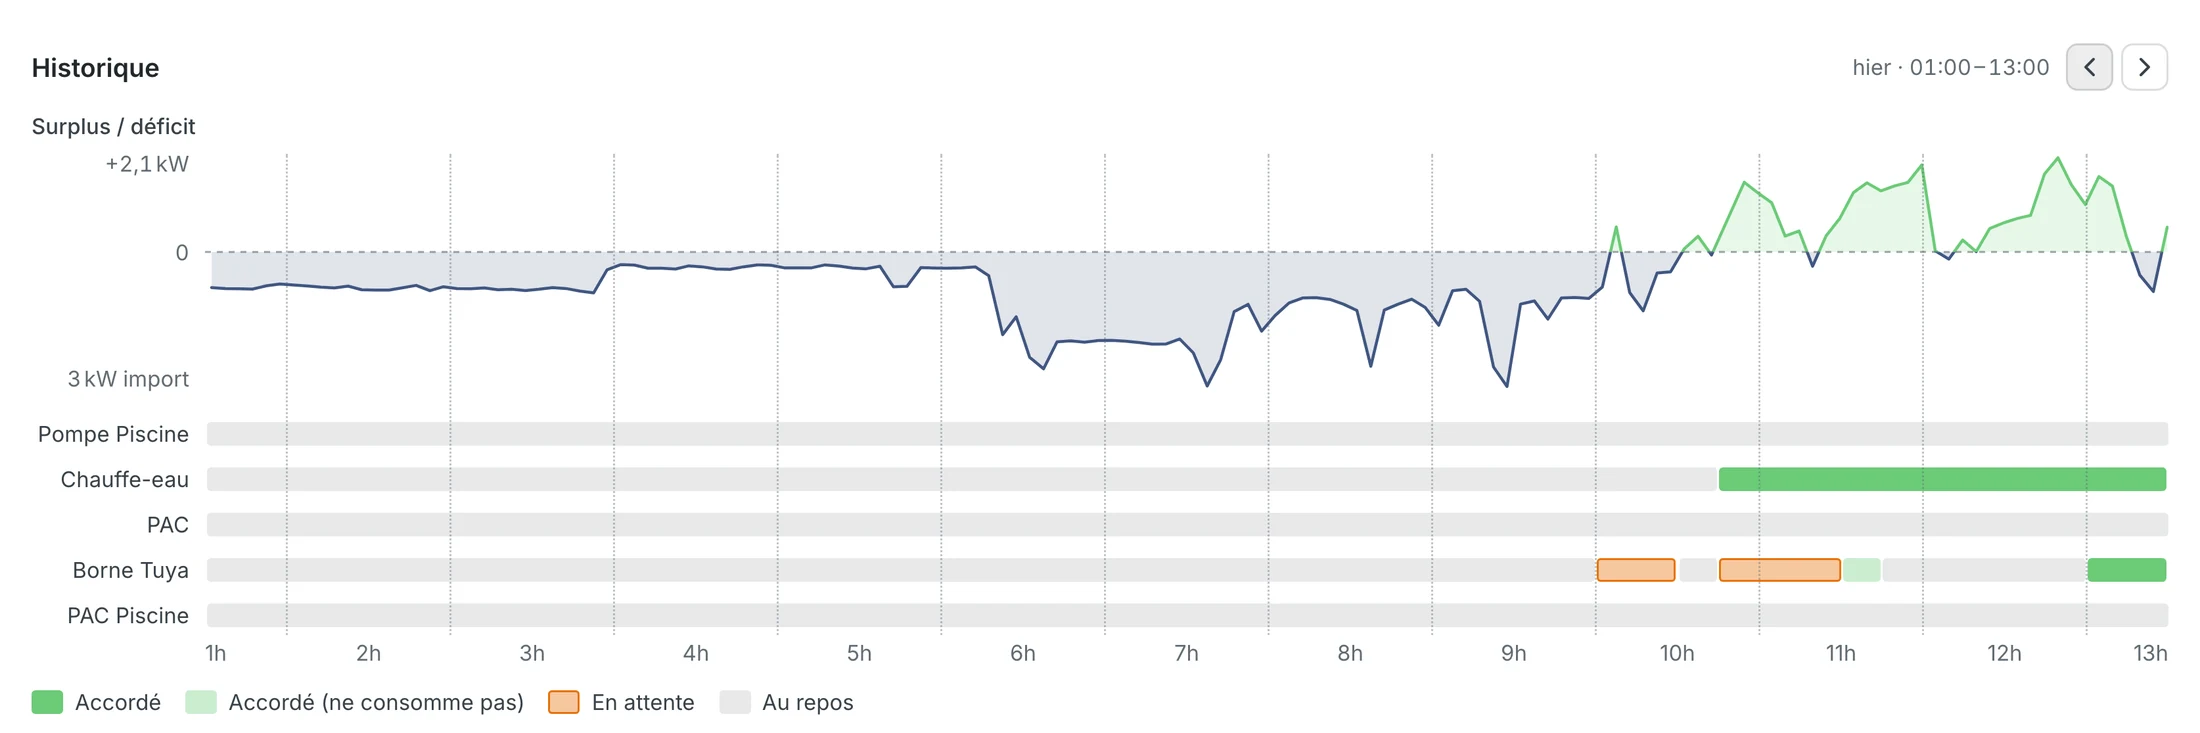 Historique
hier · 01:00–13:00
Surplus / déficit
+2,1 kW
0
3 kW import
Pompe Piscine
Chauffe-eau
PAC
Borne Tuya
PAC Piscine
1h 2h 3h 4h 5h 6h 7h 8h 9h 10h 11h 12h 13h
Accordé Accordé (ne consomme pas) En attente Au repos